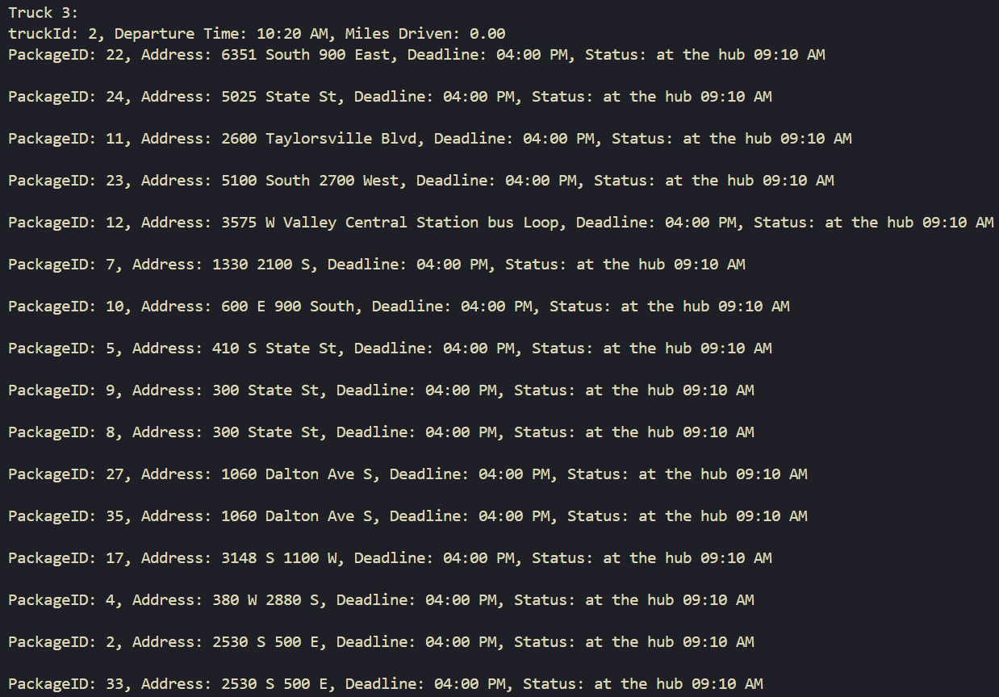 Truck 3:
truckId: 2, Departure Time: 10:20 AM, Miles Driven: 0.00
PackageID: 22, Address: 6351 South 900 East, Deadline: 04:00 PM, Status: at the hub 09:10 AM
PackageID: 24, Address: 5025 State St, Deadline: 04:00 PM, Status: at the hub 09:10 AM
PackageID: 11, Address: 2600 Taylorsville Blvd, Deadline: 04:00 PM, Status: at the hub 09:10 AM
PackageID: 23, Address: 5100 South 2700 West, Deadline: 04:00 PM, Status: at the hub 09:10 AM
PackageID: 12, Address: 3575 W Valley Central Station bus Loop, Deadline: 04:00 PM, Status: at the hub 09:10 AM
PackageID: 7, Address: 1330 2100 S, Deadline: 04:00 PM, Status: at the hub 09:10 AM
PackageID: 10, Address: 600 E 900 South, Deadline: 04:00 PM, Status: at the hub 09:10 AM
PackageID: 5, Address: 410 S State St, Deadline: 04:00 PM, Status: at the hub 09:10 AM
PackageID: 9, Address: 300 State St, Deadline: 04:00 PM, Status: at the hub 09:10 AM
PackageID: 8, Address: 300 State St, Deadline: 04:00 PM, Status: at the hub 09:10 AM
PackageID: 27, Address: 1060 Dalton Ave S, Deadline: 04:00 PM, Status: at the hub 09:10 AM
PackageID: 35, Address: 1060 Dalton Ave S, Deadline: 04:00 PM, Status: at the hub 09:10 AM
PackageID: 17, Address: 3148 S 1100 W, Deadline: 04:00 PM, Status: at the hub 09:10 AM
PackageID: 4, Address: 380 W 2880 S, Deadline: 04:00 PM, Status: at the hub 09:10 AM
PackageID: 2, Address: 2530 S 500 E, Deadline: 04:00 PM, Status: at the hub 09:10 AM
PackageID: 33, Address: 2530 S 500 E, Deadline: 04:00 PM, Status: at the hub 09:10 AM